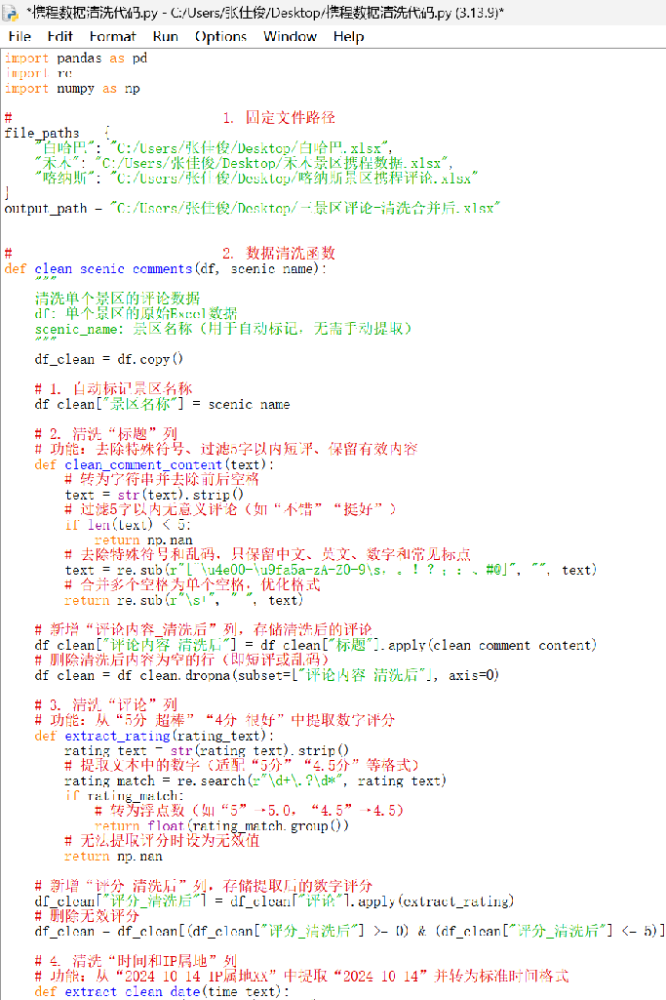 *携程数据清洗代码.py - C:/Users/张仕俊/Desktop/携程数据清洗代码.py (3.13.9)*
File Edit Format Run Options Window Help
import pandas as pd
import re
import numpy as np
# 1. 固定文件路径
file_paths {
"白哈巴": "C:/Users/张佳俊/Desktop/白哈巴.xlsx",
"禾木": "C:/Users/张佳俊/Desktop/禾木景区携程数据.xlsx",
"喀纳斯": "C:/Users/张仕俊/Desktop/喀纳斯景区携程评论.xlsx"
}
output_path = "C:/Users/张佳俊/Desktop/三景区评论-清洗合并后.xlsx"
# 2. 数据清洗函数
def clean_scenic_comments(df, scenic_name):
"""
清洗单个景区的评论数据
df: 单个景区的原始Excel数据
scenic_name: 景区名称（用于自动标记，无需手动提取）
"""
df_clean = df.copy()
# 1. 自动标记景区名称
df_clean["景区名称"] = scenic_name
# 2. 清洗“标题”列
# 功能：去除特殊符号、过滤5字以内短评、保留有效内容
def clean_comment_content(text):
# 转为字符串并去除前后空格
text = str(text).strip()
# 过滤5字以内无意义评论（如“不错”“挺好”）
if len(text) < 5:
return np.nan
# 去除特殊符号和乱码，只保留中文、英文、数字和常见标点
text = re.sub(r"[^\u4e00-\u9fa5a-zA-Z0-9\s，。！？；：、#@]", "", text)
# 合并多个空格为单个空格，优化格式
return re.sub(r"\s+", " ", text)
# 新增“评论内容_清洗后”列，存储清洗后的评论
df_clean["评论内容_清洗后"] = df_clean["标题"].apply(clean_comment_content)
# 删除清洗后内容为空的行（即短评或乱码）
df_clean = df_clean.dropna(subset=["评论内容_清洗后"], axis=0)
# 3. 清洗“评论”列
# 功能：从“5分 超棒”“4分 很好”中提取数字评分
def extract_rating(rating_text):
rating_text = str(rating_text).strip()
# 提取文本中的数字（适配“5分”“4.5分”等格式）
rating_match = re.search(r"\d+\.?\d*", rating_text)
if rating_match:
# 转为浮点数（如“5”→5.0，“4.5”→4.5）
return float(rating_match.group())
# 无法提取评分时设为无效值
return np.nan
# 新增“评分_清洗后”列，存储提取后的数字评分
df_clean["评分_清洗后"] = df_clean["评论"].apply(extract_rating)
# 删除无效评分
df_clean = df_clean[(df_clean["评分_清洗后"] >= 0) & (df_clean["评分_清洗后"] <= 5)]
# 4. 清洗“时间和IP属地”列
# 功能：从“2024-10-14 IP属地XX”中提取“2024-10-14”并转为标准时间格式
def extract_clean_date(time_text):